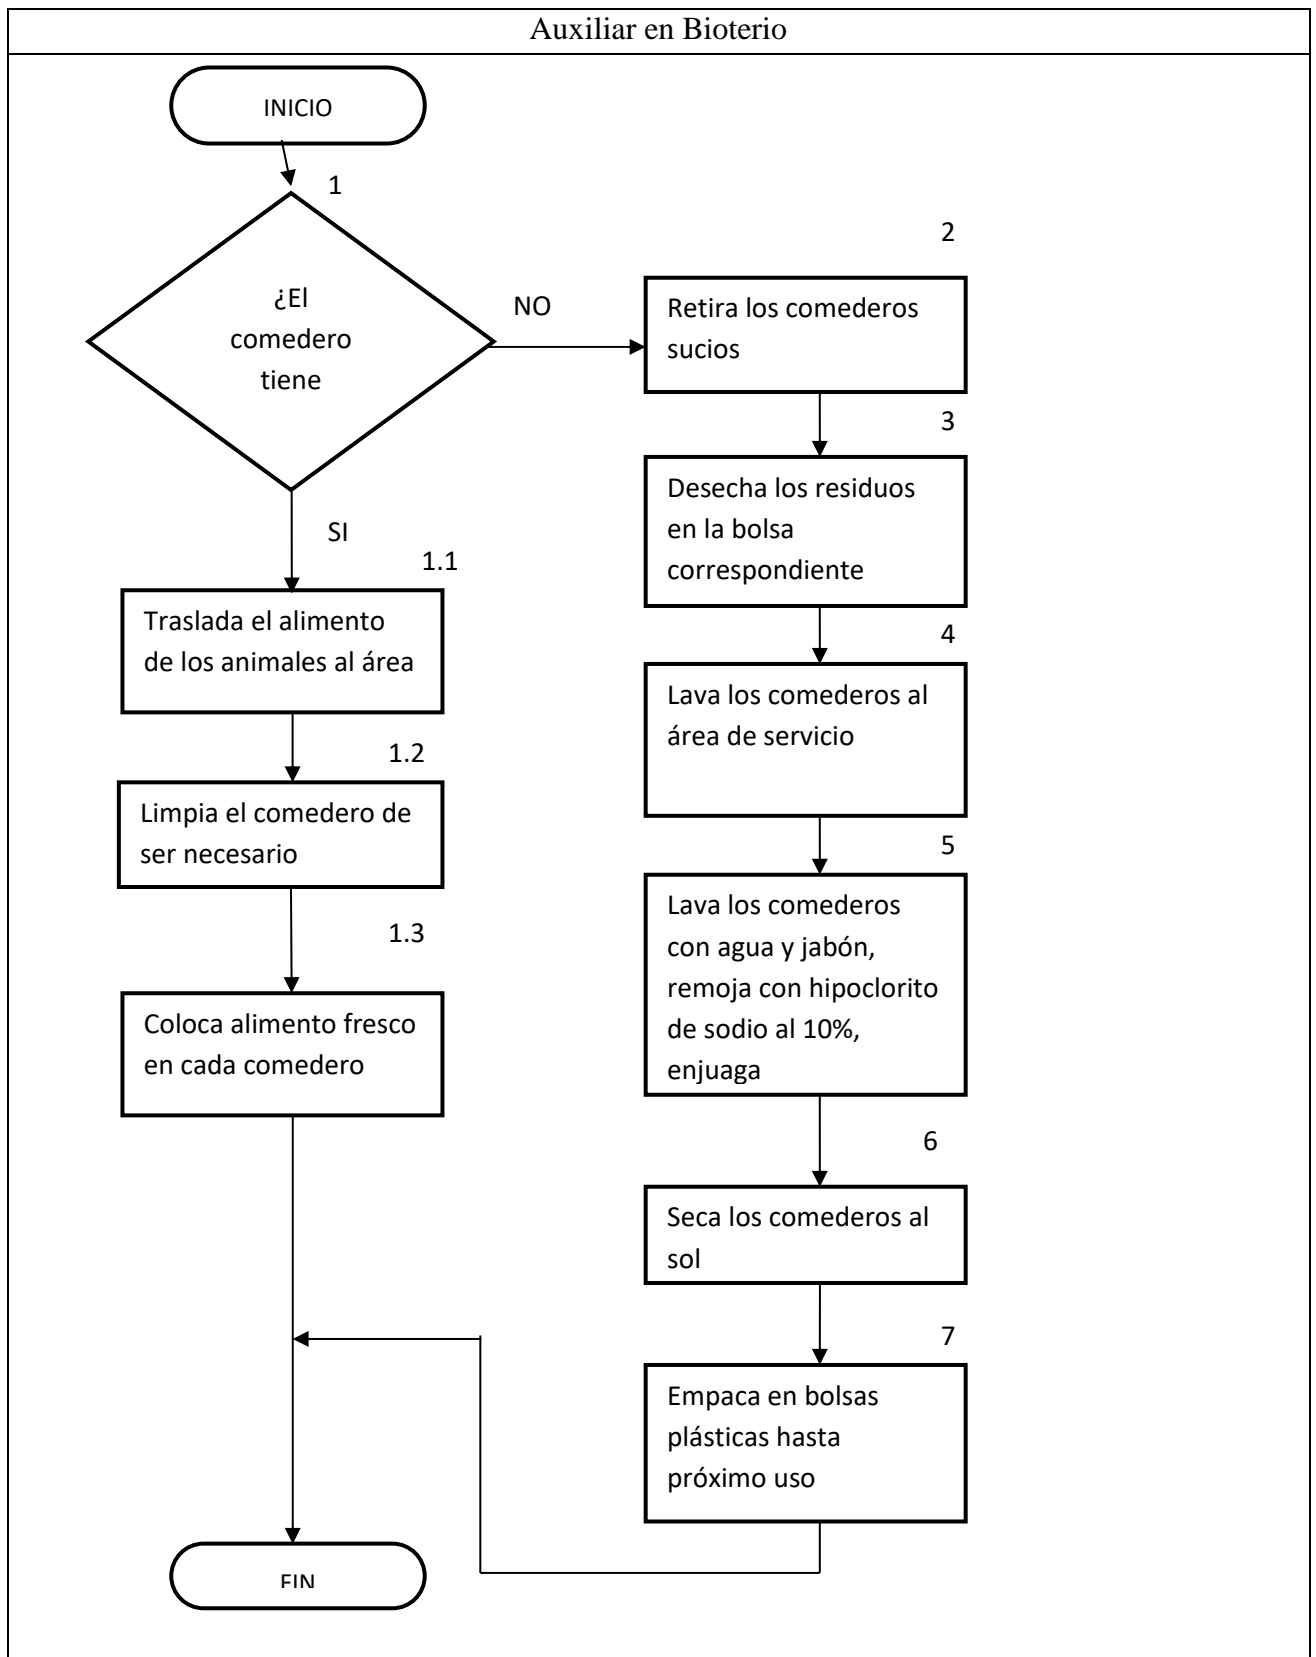 Auxiliar en Bioterio
INICIO
1
¿El
comedero
tiene
NO
SI
1.1
Traslada el alimento
de los animales al área
1.2
Limpia el comedero de
ser necesario
1.3
Coloca alimento fresco
en cada comedero
2
Retira los comederos
sucios
3
Desecha los residuos
en la bolsa
correspondiente
4
Lava los comederos al
área de servicio
5
Lava los comederos
con agua y jabón,
remoja con hipoclorito
de sodio al 10%,
enjuaga
6
Seca los comederos al
sol
7
Empaca en bolsas
plásticas hasta
próximo uso
FIN